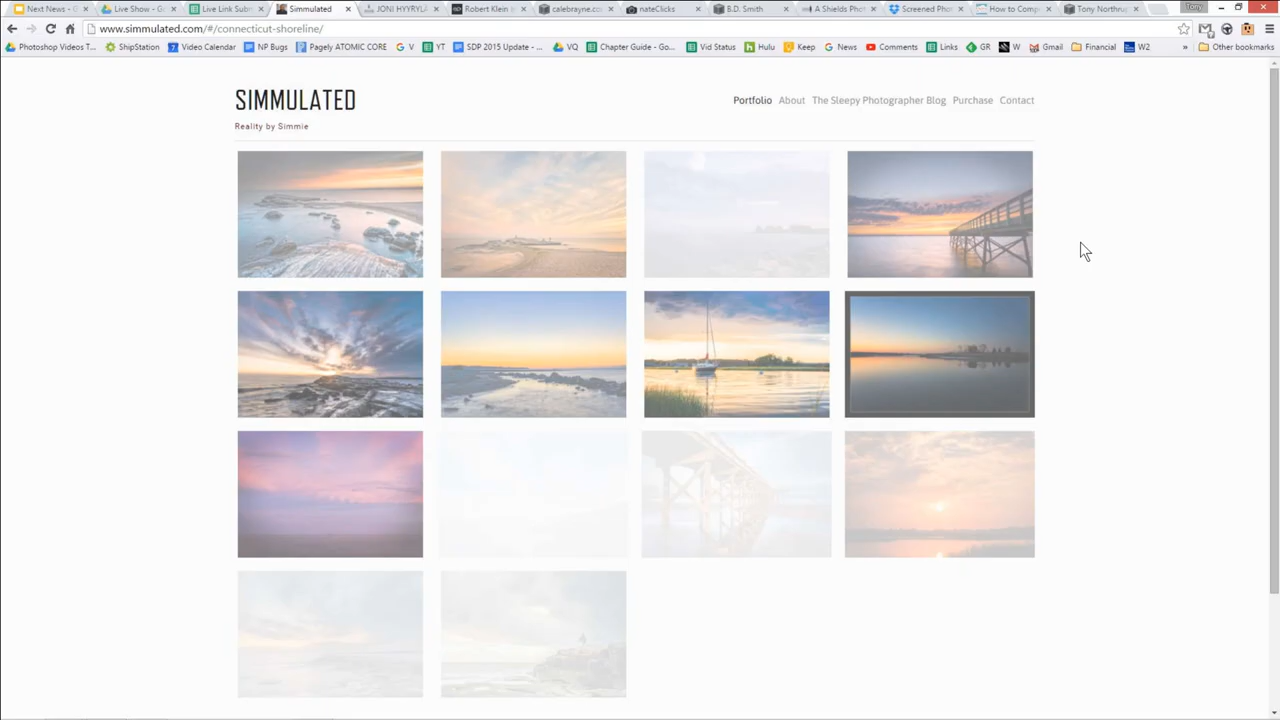 Next News - G
Live Show - Go
Live Link Subm
Simmulated
JONI HYYRYLÄ
Robert Klein i
calebrayne.co
nateClicks
B.D. Smith
A Shields Phot
Screened Phot
How to Comp
Tony Northrup
Tony
www.simmulated.com/#/connecticut-shoreline/
Photoshop Videos T... ShipStation Video Calendar NP Bugs Pagely ATOMIC CORE V YT SDP 2015 Update - ... VQ Chapter Guide - Go... Vid Status Hulu Keep News Comments Links GR W Gmail Financial W2 » Other bookmarks
SIMMULATED
Portfolio About The Sleepy Photographer Blog Purchase Contact
Reality by Simmie